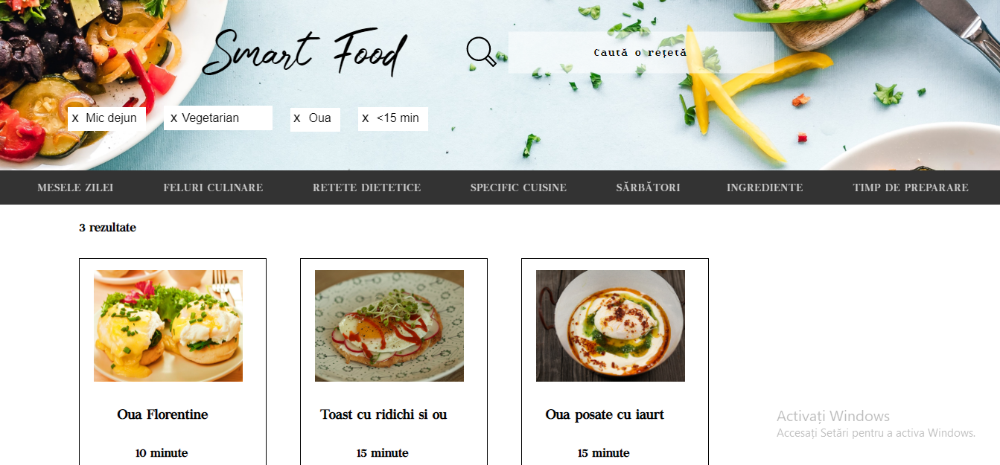 Smart Food
Caută o rețetă
x Mic dejun x Vegetarian x Oua x <15 min
MESELE ZILEI FELURI CULINARE RETETE DIETETICE SPECIFIC CUISINE SĂRBĂTORI INGREDIENTE TIMP DE PREPARARE
3 rezultate
Oua Florentine Toast cu ridichi si ou Oua posate cu iaurt
10 minute 15 minute 15 minute
Activați Windows
Accesați Setări pentru a activa Windows.